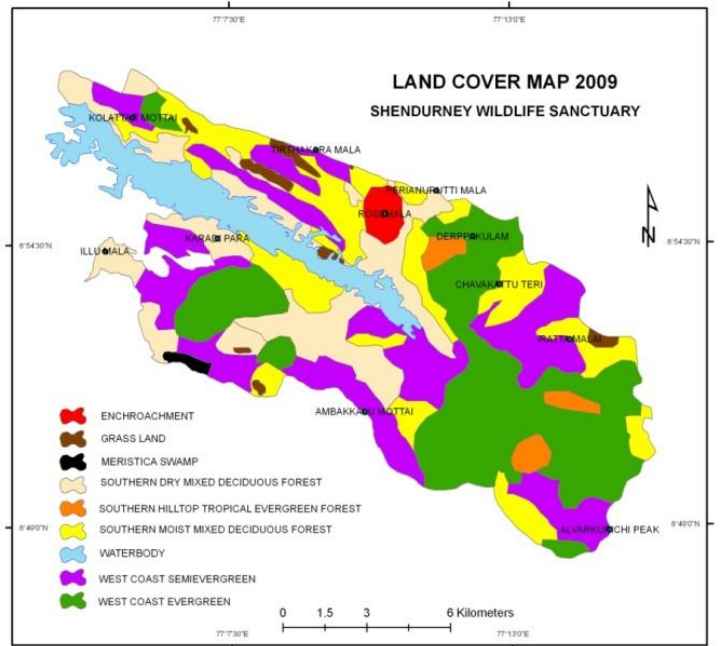 77°7'30"E 77°13'0"E
LAND COVER MAP 2009
SHENDURNEY WILDLIFE SANCTUARY
KOLATTAR MOTTAI
TIRTHAKARA MALA
PERIANURUTTI MALA
ROSEMALA
KARADI PARA
DERPPAKULAM
8°54'30"N 8°54'30"N
ILLUMALA
N
CHAVAKATTU TERI
IRATTAMALAI
AMBAKKADU MOTTAI
ENCHROACHMENT
GRASS LAND
MERISTICA SWAMP
SOUTHERN DRY MIXED DECIDUOUS FOREST
SOUTHERN HILLTOP TROPICAL EVERGREEN FOREST
SOUTHERN MOIST MIXED DECIDUOUS FOREST
8°49'0"N 8°49'0"N
ALVARKURICHI PEAK
WATERBODY
WEST COAST SEMIEVERGREEN
WEST COAST EVERGREEN
0 1.5 3 6 Kilometers
77°7'30"E 77°13'0"E